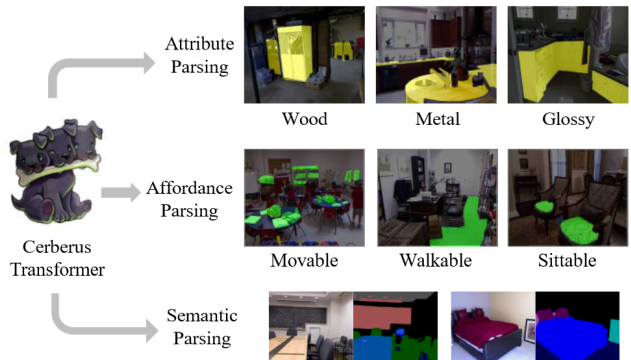 Attribute
Parsing
Wood
Metal
Glossy
Affordance
Parsing
Cerberus
Transformer
Movable
Walkable
Sittable
Semantic
Parsing